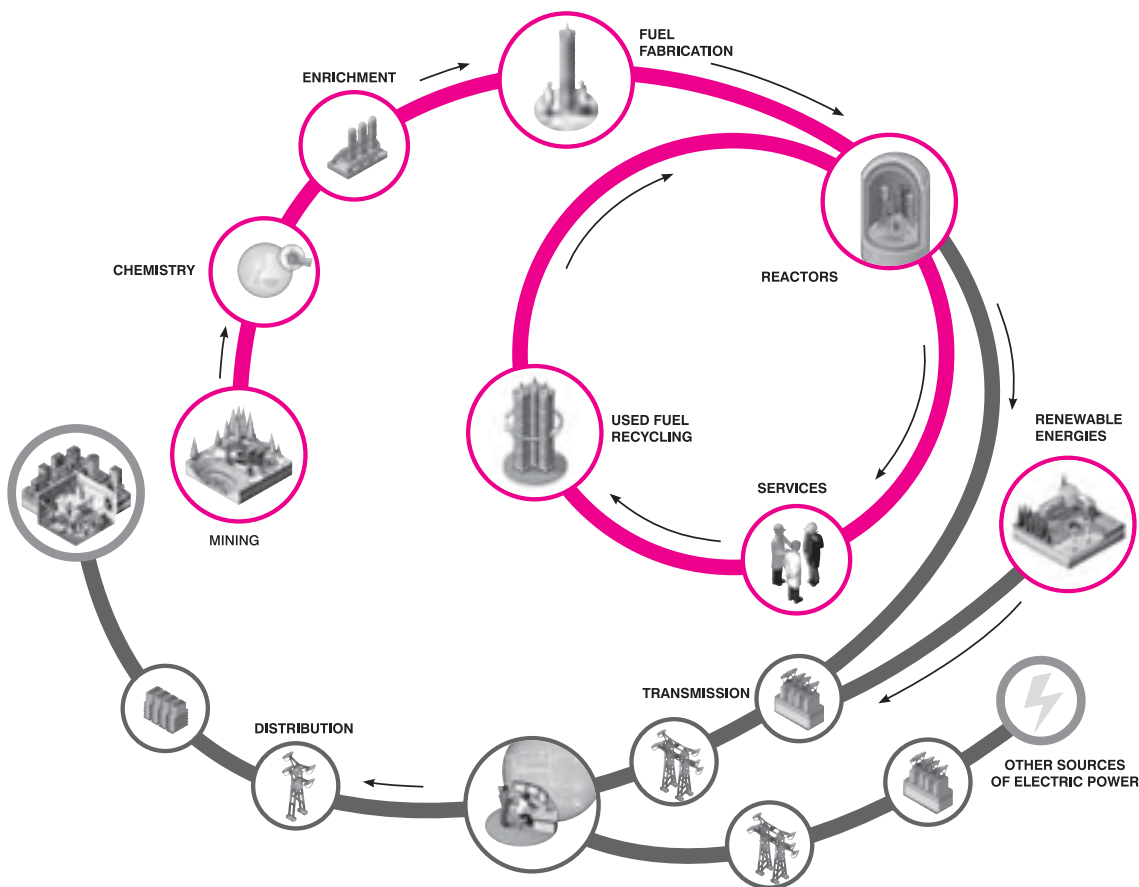 FUEL
FABRICATION
ENRICHMENT
CHEMISTRY
REACTORS
MINING
USED FUEL
RECYCLING
SERVICES
RENEWABLE
ENERGIES
TRANSMISSION
DISTRIBUTION
OTHER SOURCES
OF ELECTRIC POWER